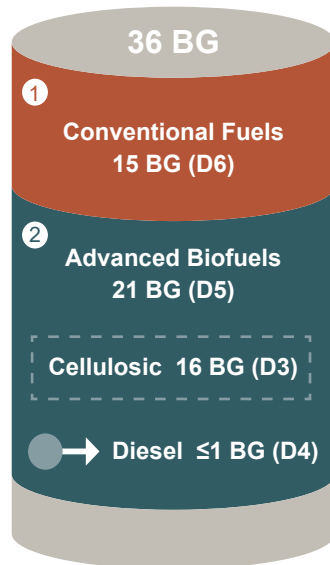 36 BG
1
Conventional Fuels
15 BG (D6)
2
Advanced Biofuels
21 BG (D5)
Cellulosic 16 BG (D3)
Diesel ≤1 BG (D4)